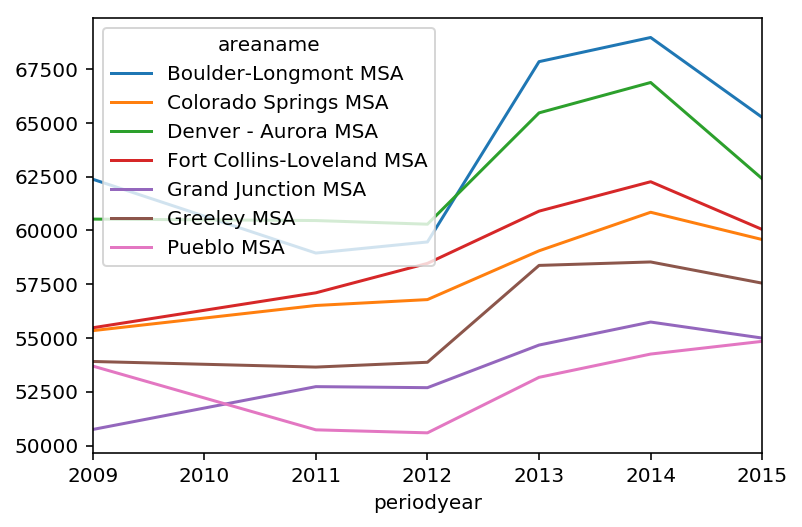 areaname
Boulder-Longmont MSA
Colorado Springs MSA
Denver - Aurora MSA
Fort Collins-Loveland MSA
Grand Junction MSA
Greeley MSA
Pueblo MSA
67500
65000
62500
60000
57500
55000
52500
50000
2009 2010 2011 2012 2013 2014 2015
periodyear